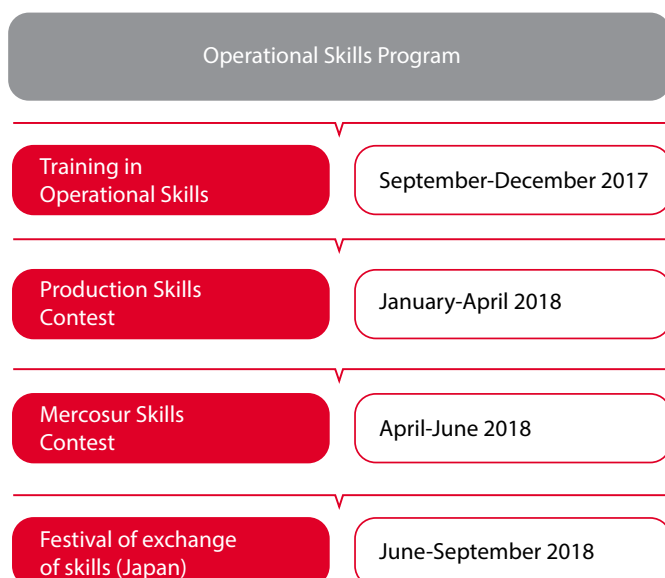 Operational Skills Program
Training in
Operational Skills
September-December 2017
Production Skills
Contest
January-April 2018
Mercosur Skills
Contest
April-June 2018
Festival of exchange
of skills (Japan)
June-September 2018